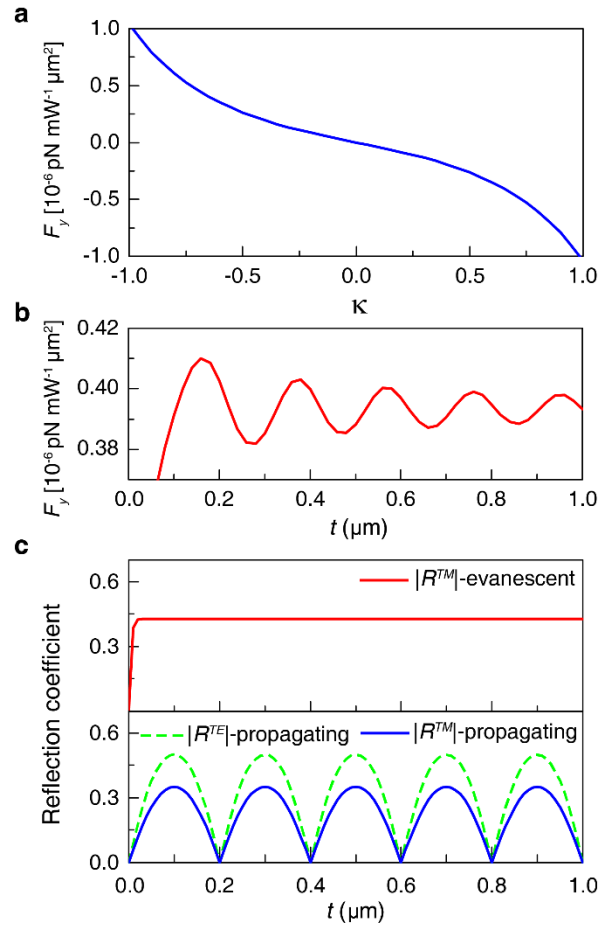 a
F_y [10⁻⁶ pN mW⁻¹ μm²]
1.0
0.5
0.0
-0.5
-1.0
-1.0 -0.5 0.0 0.5 1.0
κ
b
F_y [10⁻⁶ pN mW⁻¹ μm²]
0.42
0.40
0.38
0.0 0.2 0.4 0.6 0.8 1.0
t (μm)
c
Reflection coefficient
0.6
0.3
|R^TM|-evanescent
0.6
0.3
0.0
|R^TE|-propagating |R^TM|-propagating
0.0 0.2 0.4 0.6 0.8 1.0
t (μm)